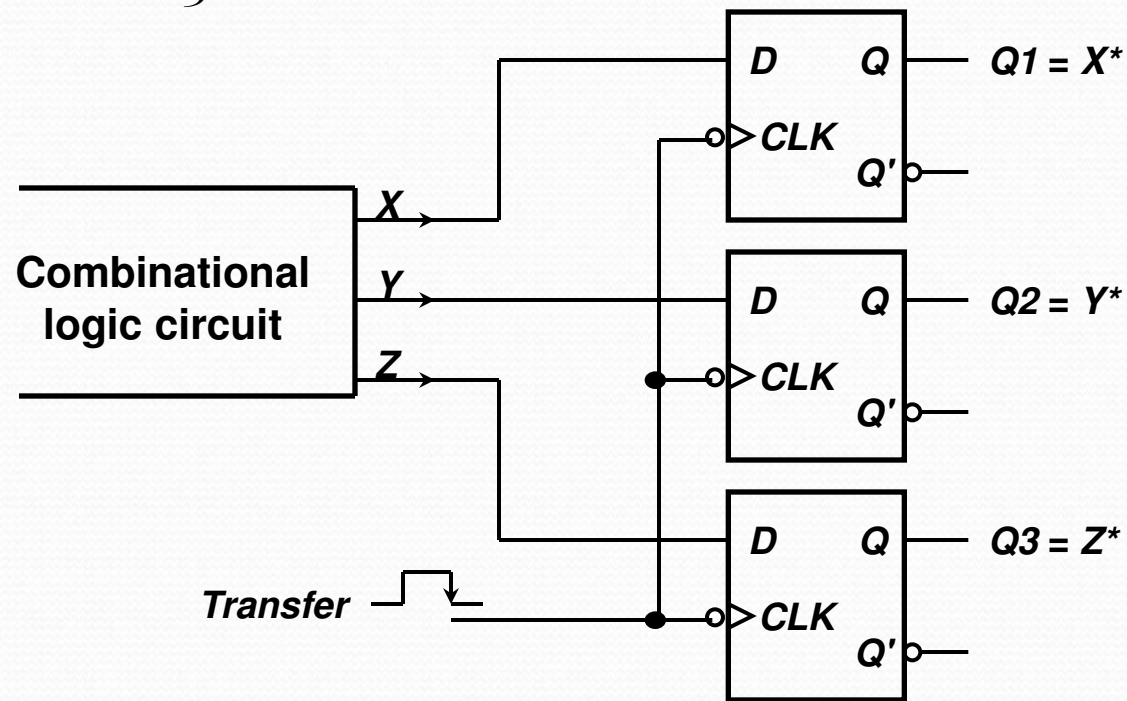 D Q Q1 = X*
CLK
Q'
X
Combinational
logic circuit
Y
Z
D Q Q2 = Y*
CLK
Q'
D Q Q3 = Z*
Transfer
CLK
Q'